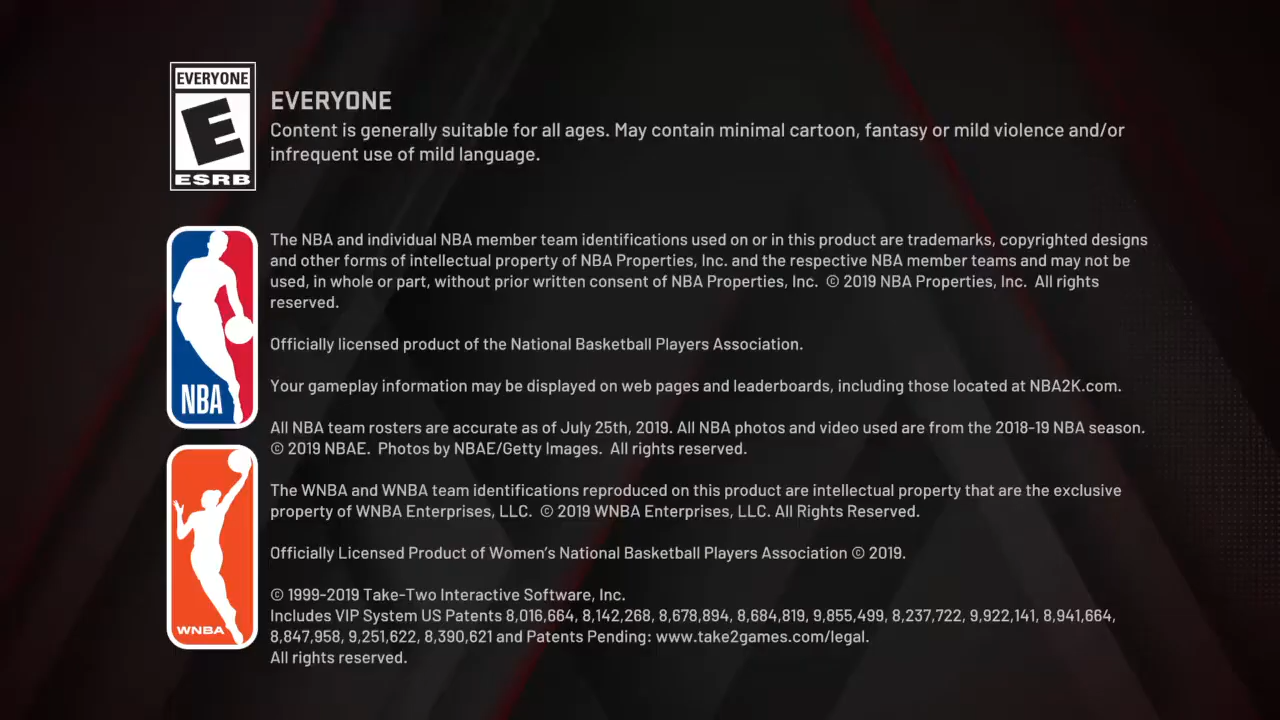 EVERYONE
E
ESRB
EVERYONE
Content is generally suitable for all ages. May contain minimal cartoon, fantasy or mild violence and/or
infrequent use of mild language.
The NBA and individual NBA member team identifications used on or in this product are trademarks, copyrighted designs
and other forms of intellectual property of NBA Properties, Inc. and the respective NBA member teams and may not be
used, in whole or part, without prior written consent of NBA Properties, Inc.  © 2019 NBA Properties, Inc.  All rights
reserved.
Officially licensed product of the National Basketball Players Association.
Your gameplay information may be displayed on web pages and leaderboards, including those located at NBA2K.com.
NBA
All NBA team rosters are accurate as of July 25th, 2019. All NBA photos and video used are from the 2018-19 NBA season.
© 2019 NBAE.  Photos by NBAE/Getty Images.  All rights reserved.
The WNBA and WNBA team identifications reproduced on this product are intellectual property that are the exclusive
property of WNBA Enterprises, LLC.  © 2019 WNBA Enterprises, LLC. All Rights Reserved.
Officially Licensed Product of Women's National Basketball Players Association © 2019.
© 1999-2019 Take-Two Interactive Software, Inc.
Includes VIP System US Patents 8,016,664, 8,142,268, 8,678,894, 8,684,819, 9,855,499, 8,237,722, 9,922,141, 8,941,664,
WNBA
8,847,958, 9,251,622, 8,390,621 and Patents Pending: www.take2games.com/legal.
All rights reserved.